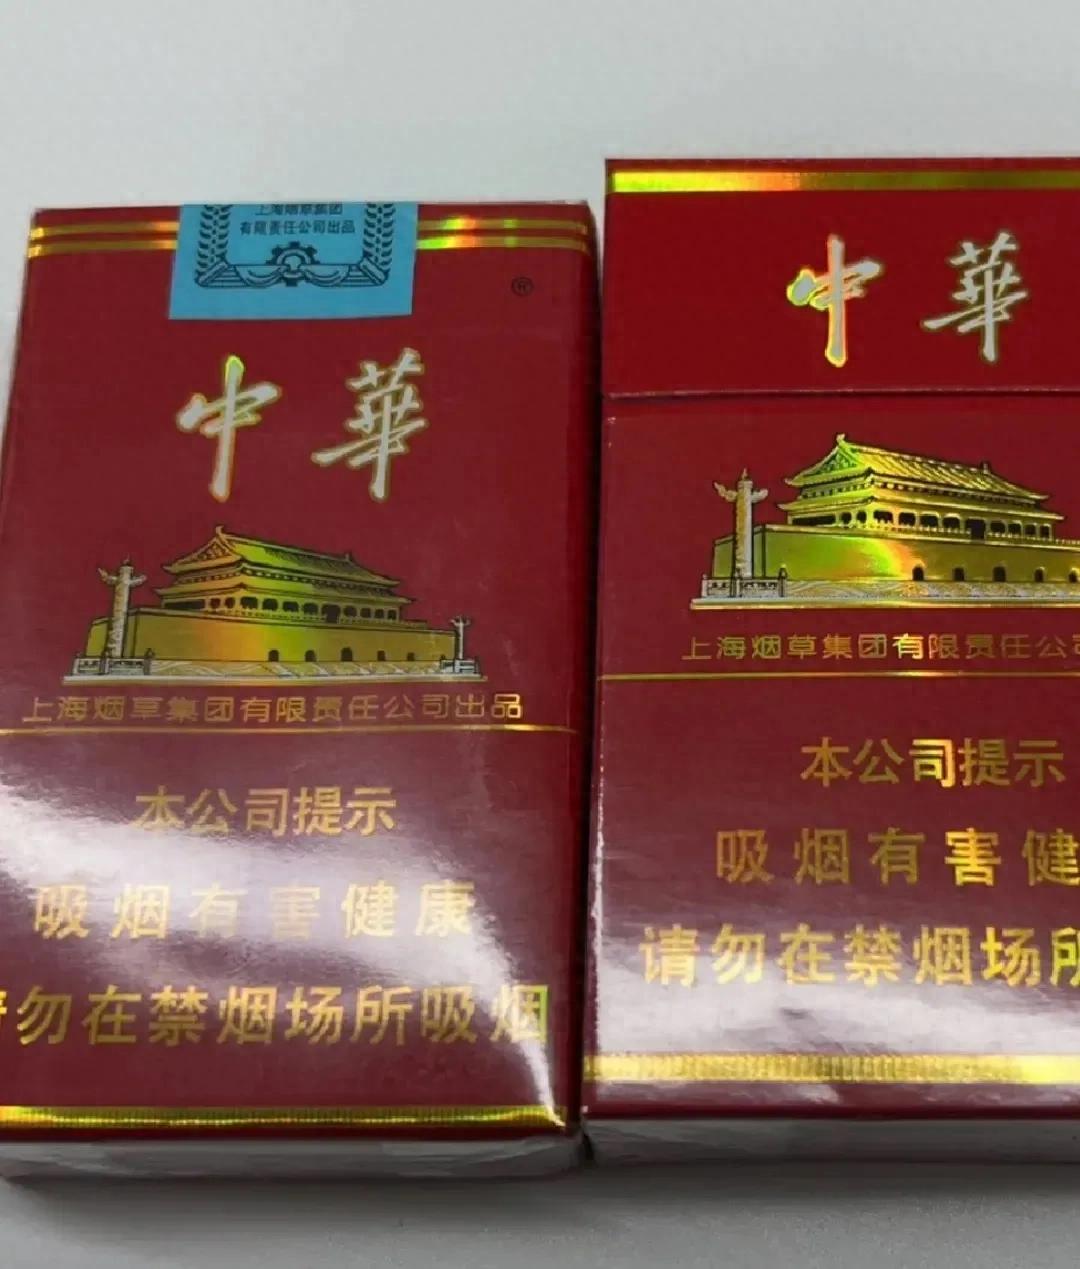 上海烟草集团
有限责任公司出品
®
中華
上海烟草集团有限责任公司出品
本公司提示
吸烟有害健康
请勿在禁烟场所吸烟
中華
上海烟草集团有限责任公司
本公司提示
吸烟有害健
请勿在禁烟场所